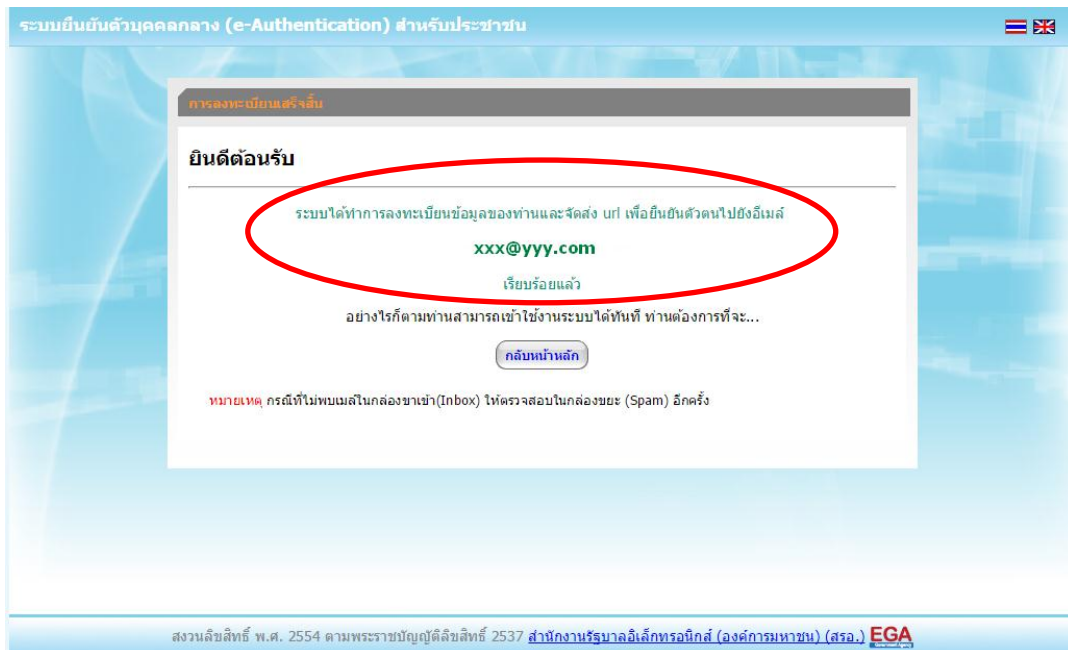 ระบบยืนยันตัวบุคคลกลาง (e-Authentication) สำหรับประชาชน
การลงทะเบียนเสร็จสิ้น
ยินดีต้อนรับ
ระบบได้ทำการลงทะเบียนข้อมูลของท่านและจัดส่ง url เพื่อยืนยันตัวตนไปยังอีเมล์
xxx@yyy.com
เรียบร้อยแล้ว
อย่างไรก็ตามท่านสามารถเข้าใช้งานระบบได้ทันที ท่านต้องการที่จะ...
กลับหน้าหลัก
หมายเหตุ กรณีที่ไม่พบเมล์ในกล่องขาเข้า(Inbox) ให้ตรวจสอบในกล่องขยะ (Spam) อีกครั้ง
สงวนลิขสิทธิ์ พ.ศ. 2554 ตามพระราชบัญญัติลิขสิทธิ์ 2537 สำนักงานรัฐบาลอิเล็กทรอนิกส์ (องค์การมหาชน) (สรอ.) EGA